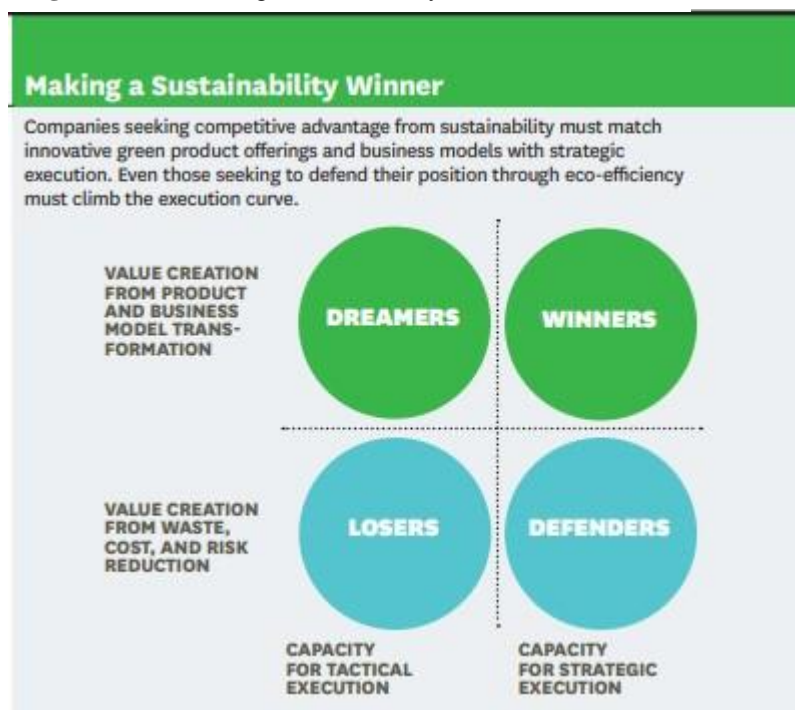 Making a Sustainability Winner
Companies seeking competitive advantage from sustainability must match
innovative green product offerings and business models with strategic
execution. Even those seeking to defend their position through eco-efficiency
must climb the execution curve.
VALUE CREATION
FROM PRODUCT
AND BUSINESS
MODEL TRANS-
FORMATION
DREAMERS
WINNERS
VALUE CREATION
FROM WASTE,
COST, AND RISK
REDUCTION
LOSERS
DEFENDERS
CAPACITY
FOR TACTICAL
EXECUTION
CAPACITY
FOR STRATEGIC
EXECUTION